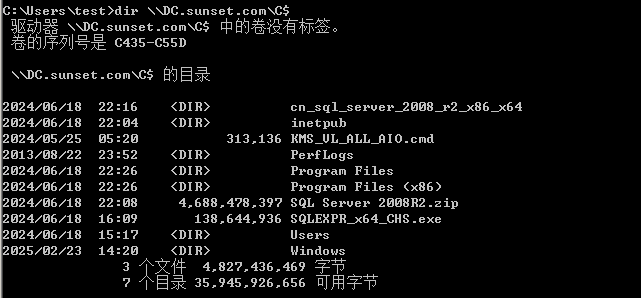 C:\Users\test>dir \\DC.sunset.com\C$
驱动器 \\DC.sunset.com\C$ 中的卷没有标签。
卷的序列号是 C435-C55D
\\DC.sunset.com\C$ 的目录
2024/06/18  22:16    <DIR>          cn_sql_server_2008_r2_x86_x64
2024/06/18  22:04    <DIR>          inetpub
2024/05/25  05:20           313,136 KMS_VL_ALL_AIO.cmd
2013/08/22  23:52    <DIR>          PerfLogs
2024/06/18  22:26    <DIR>          Program Files
2024/06/18  22:26    <DIR>          Program Files (x86)
2024/06/18  22:08     4,688,478,397 SQL Server 2008R2.zip
2024/06/18  16:09       138,644,936 SQLEXPR_x64_CHS.exe
2024/06/18  15:17    <DIR>          Users
2025/02/23  14:20    <DIR>          Windows
3 个文件  4,827,436,469 字节
7 个目录 35,945,926,656 可用字节